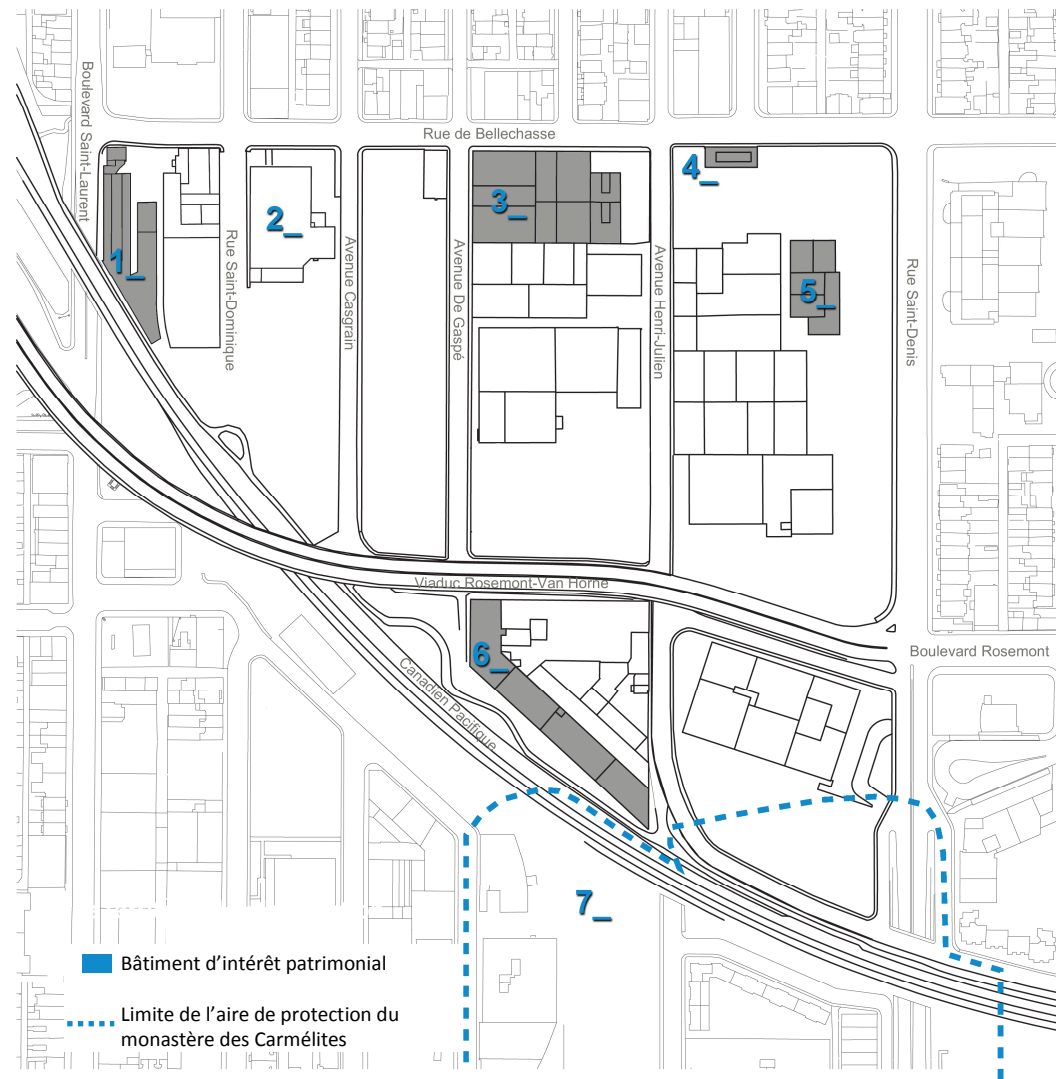 Boulevard Saint-Laurent
Rue de Bellechasse
4_
3_
2_
1_
5_
Rue Saint-Dominique
Avenue Casgrain
Avenue De Gaspé
Avenue Henri-Julien
Rue Saint-Denis
Viaduc Rosemont-Van Horne
Boulevard Rosemont
6_
Canadien Pacifique
7_
Bâtiment d’intérêt patrimonial
Limite de l’aire de protection du
monastère des Carmélites